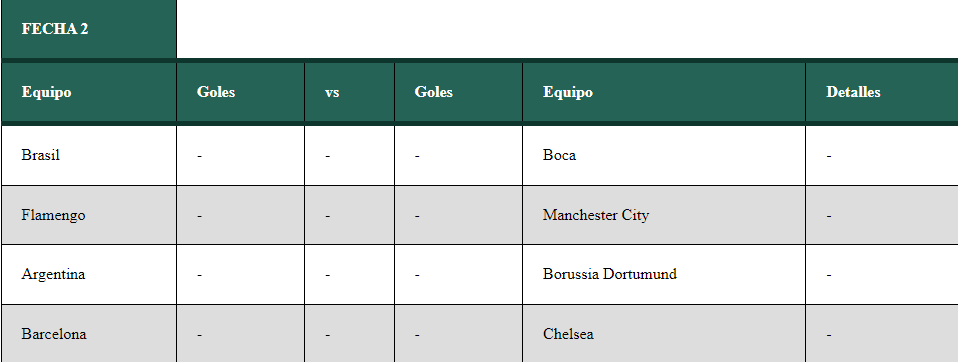 FECHA 2
Equipo Goles vs Goles Equipo Detalles
Brasil - - - Boca -
Flamengo - - - Manchester City -
Argentina - - - Borussia Dortumund -
Barcelona - - - Chelsea -